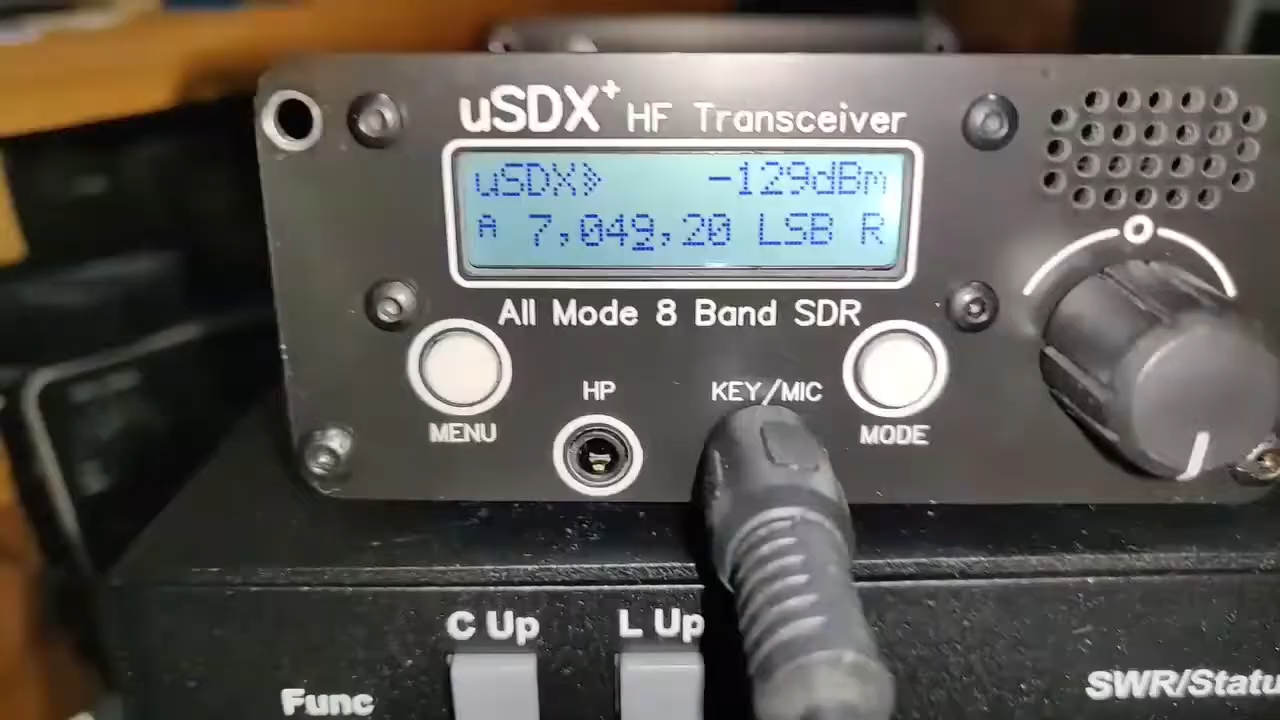 uSDX+ HF Transceiver
uSDX» -129dBm
A 7,049,20 LSB R
All Mode 8 Band SDR
HP
KEY/MIC
MENU
MODE
C Up
L Up
Func
SWR/Statu